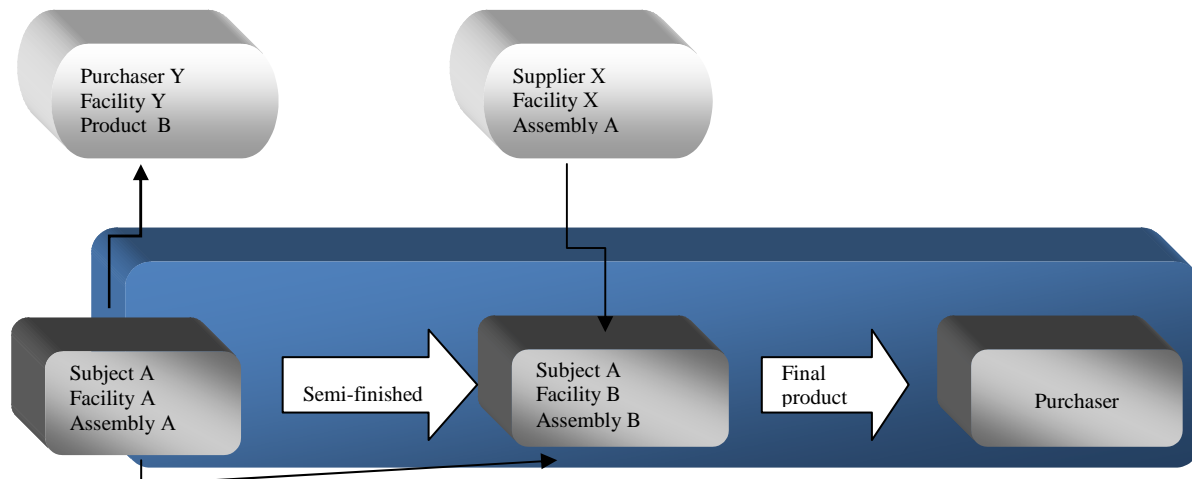 Purchaser Y
Facility Y
Product B
Supplier X
Facility X
Assembly A
Subject A
Facility A
Assembly A
Semi-finished
Subject A
Facility B
Assembly B
Final
product
Purchaser